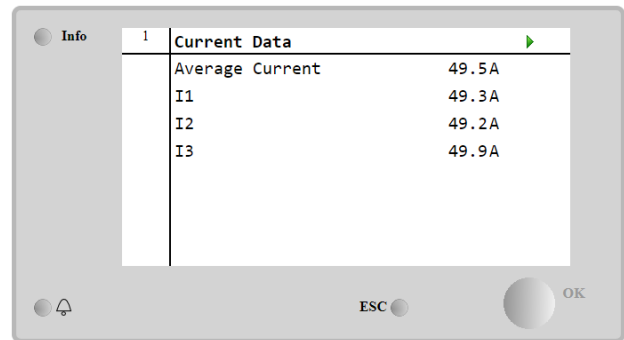 Info
1 Current Data
Average Current 49.5A
I1 49.3A
I2 49.2A
I3 49.9A
ESC
OK